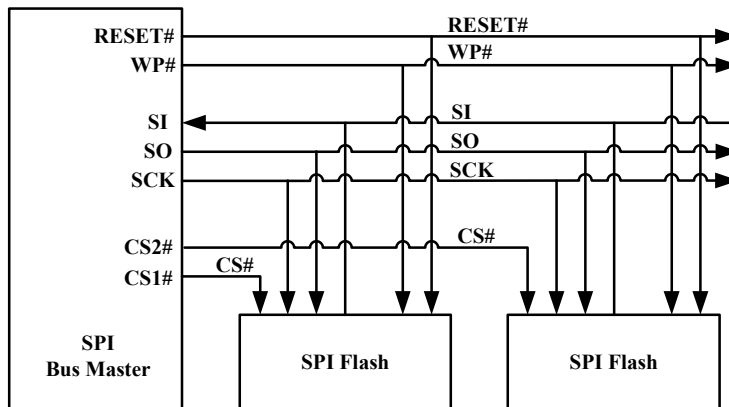 RESET#
RESET#
WP#
WP#
SI
SI
SO
SO
SCK
SCK
CS2#
CS#
CS1#
CS#
SPI
Bus Master
SPI Flash
SPI Flash